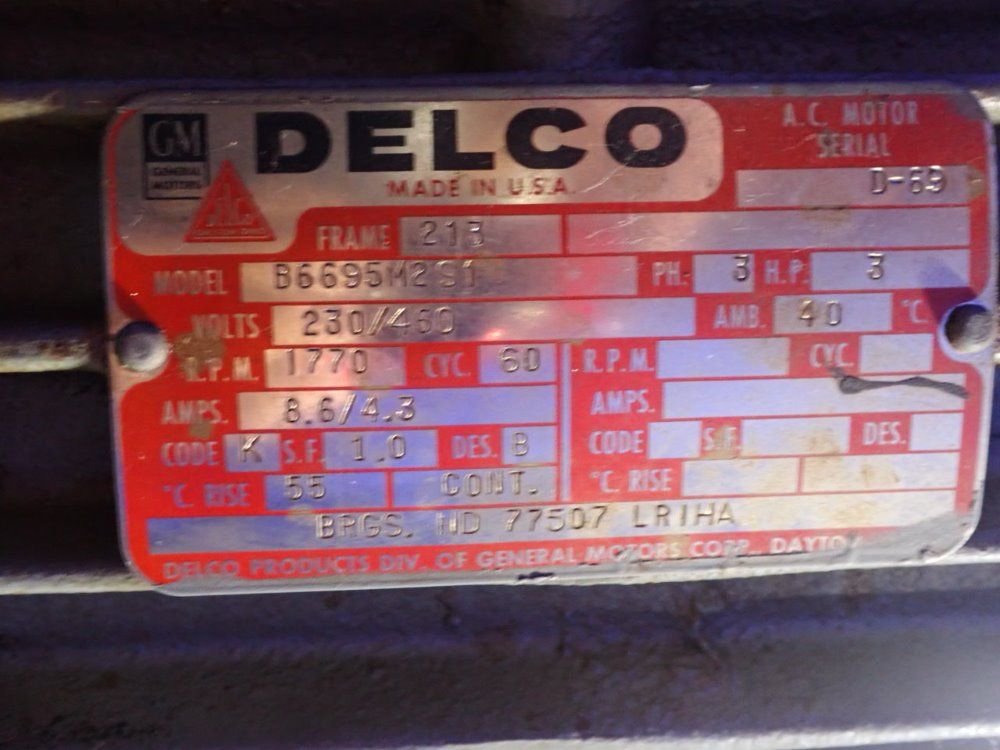 GM DELCO A.C. MOTOR
GENERAL MOTORS MADE IN U.S.A. SERIAL
D-69
FRAME 213
MODEL B6695M2S1 PH. 3 H.P. 3
VOLTS 230/460 AMB. 40 °C.
R.P.M. 1770 CYC. 60 R.P.M. CYC.
AMPS. 8.6/4.3 AMPS.
CODE K S.F. 1.0 DES. B CODE S.F. DES.
°C. RISE 55 CONT. °C. RISE
BRGS. ND 77507 LR1HA
DELCO PRODUCTS DIV. OF GENERAL MOTORS CORP., DAYTO